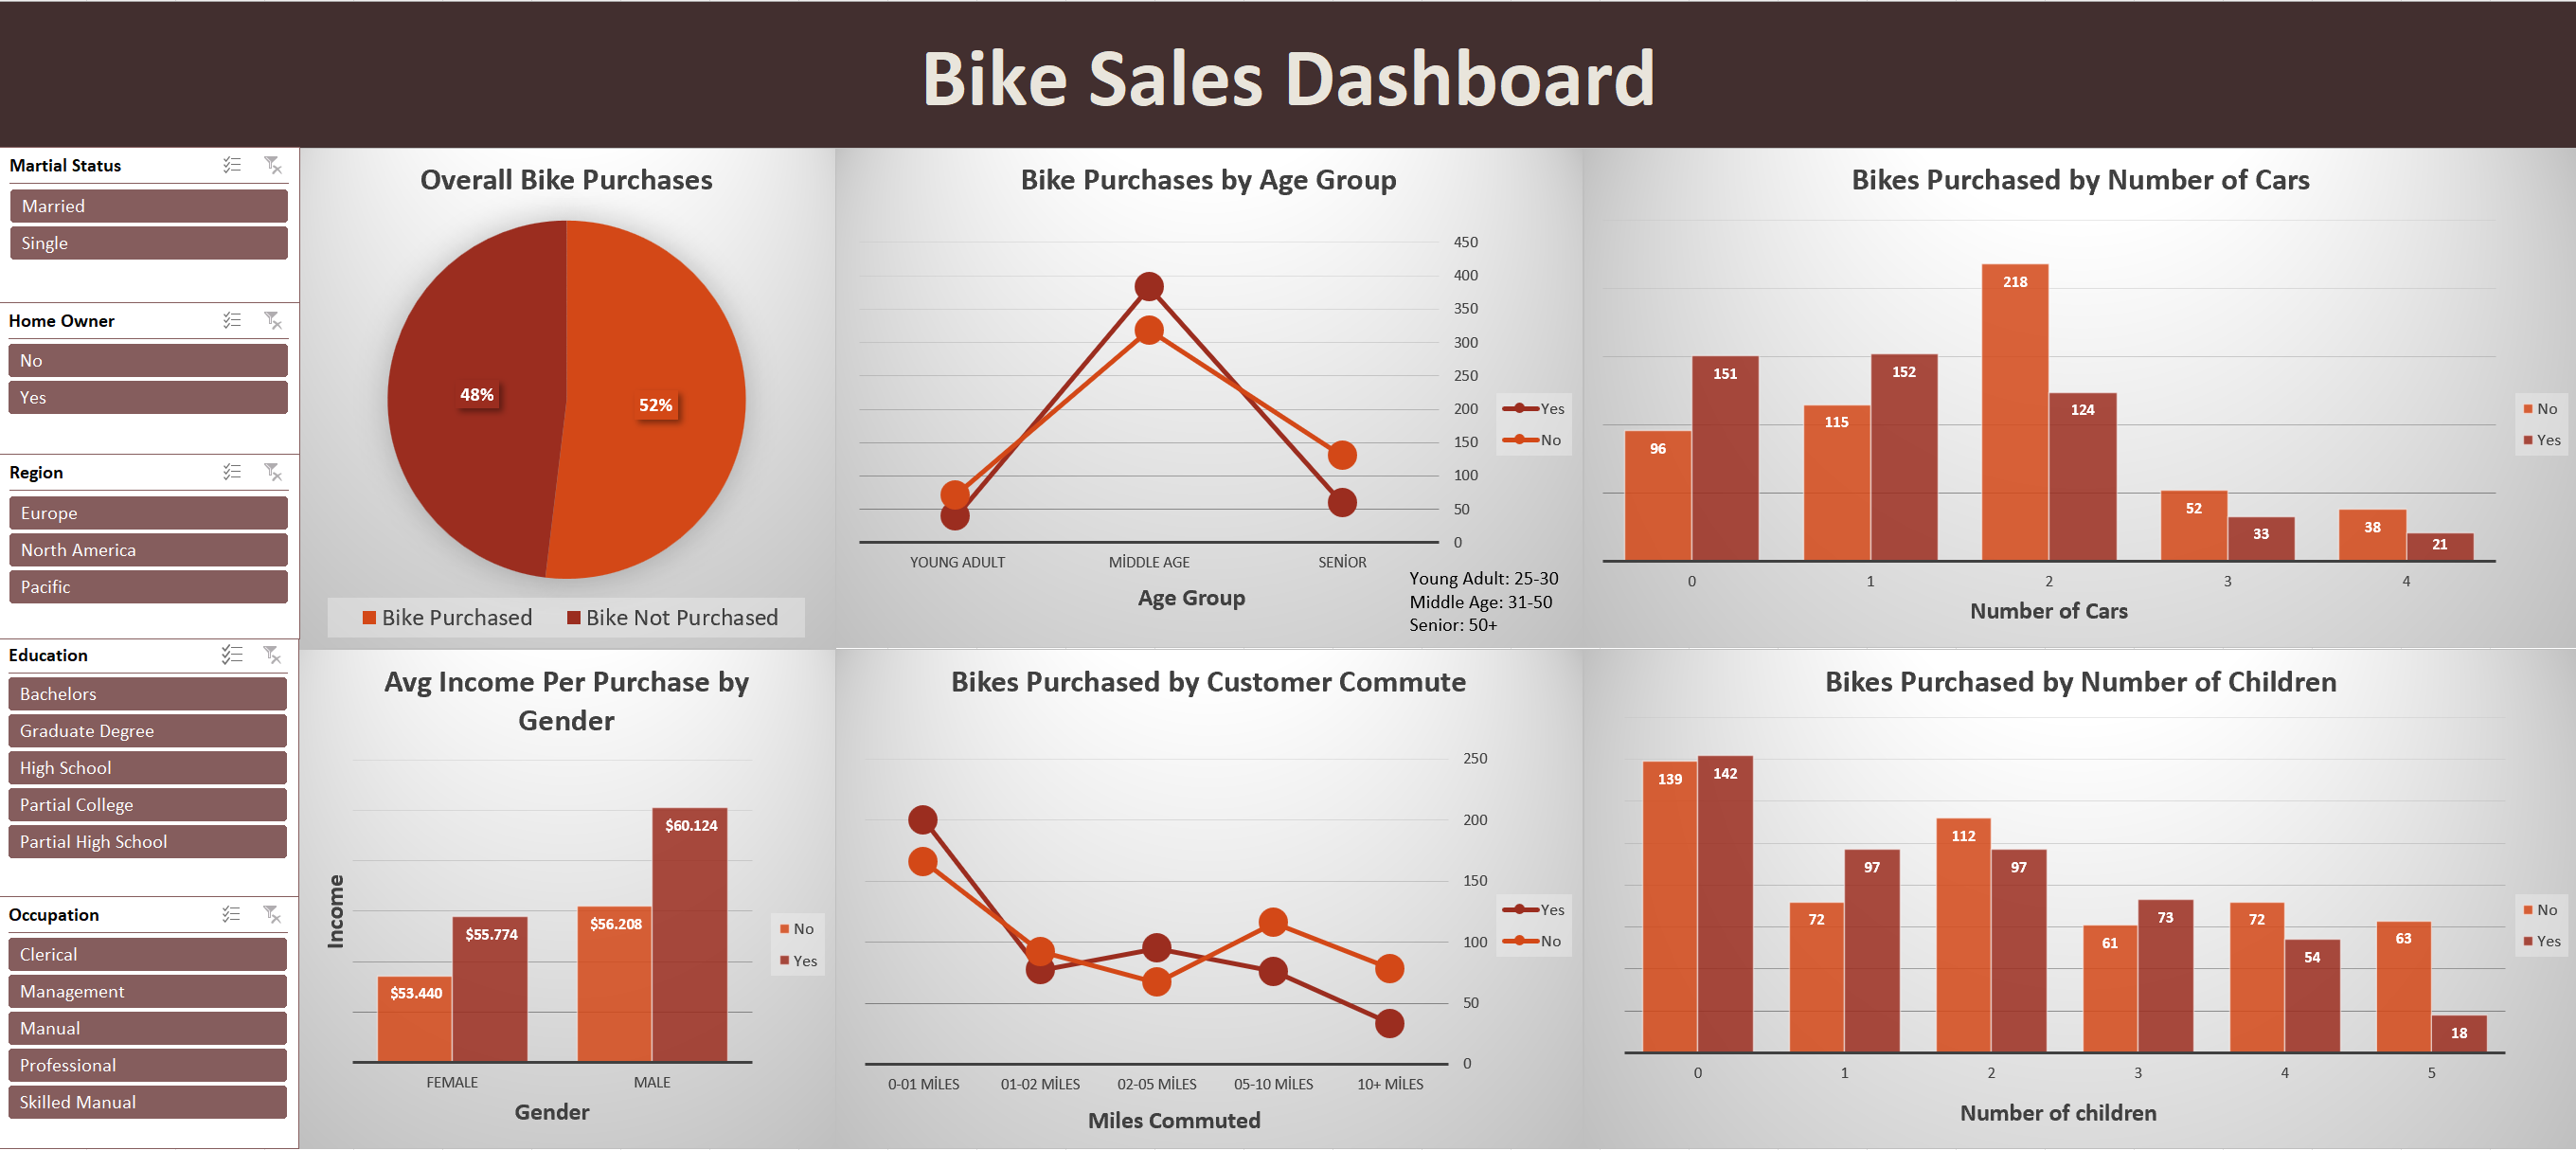 Bike Sales Dashboard
Martial Status
Married
Single
Home Owner
No
Yes
Region
Europe
North America
Pacific
Education
Bachelors
Graduate Degree
High School
Partial College
Partial High School
Occupation
Clerical
Management
Manual
Professional
Skilled Manual
Overall Bike Purchases
48%
52%
Bike Purchased
Bike Not Purchased
Bike Purchases by Age Group
450
400
350
300
250
200
150
100
50
0
Yes
No
YOUNG ADULT
MİDDLE AGE
SENİOR
Age Group
Young Adult: 25-30
Middle Age: 31-50
Senior: 50+
Bikes Purchased by Number of Cars
96
151
115
152
218
124
52
33
38
21
No
Yes
0
1
2
3
4
Number of Cars
Avg Income Per Purchase by
Gender
Income
$53.440
$55.774
$56.208
$60.124
No
Yes
FEMALE
MALE
Gender
Bikes Purchased by Customer Commute
250
200
150
100
50
0
Yes
No
0-01 MİLES
01-02 MİLES
02-05 MİLES
05-10 MİLES
10+ MİLES
Miles Commuted
Bikes Purchased by Number of Children
139
142
72
97
112
97
61
73
72
54
63
18
No
Yes
0
1
2
3
4
5
Number of children